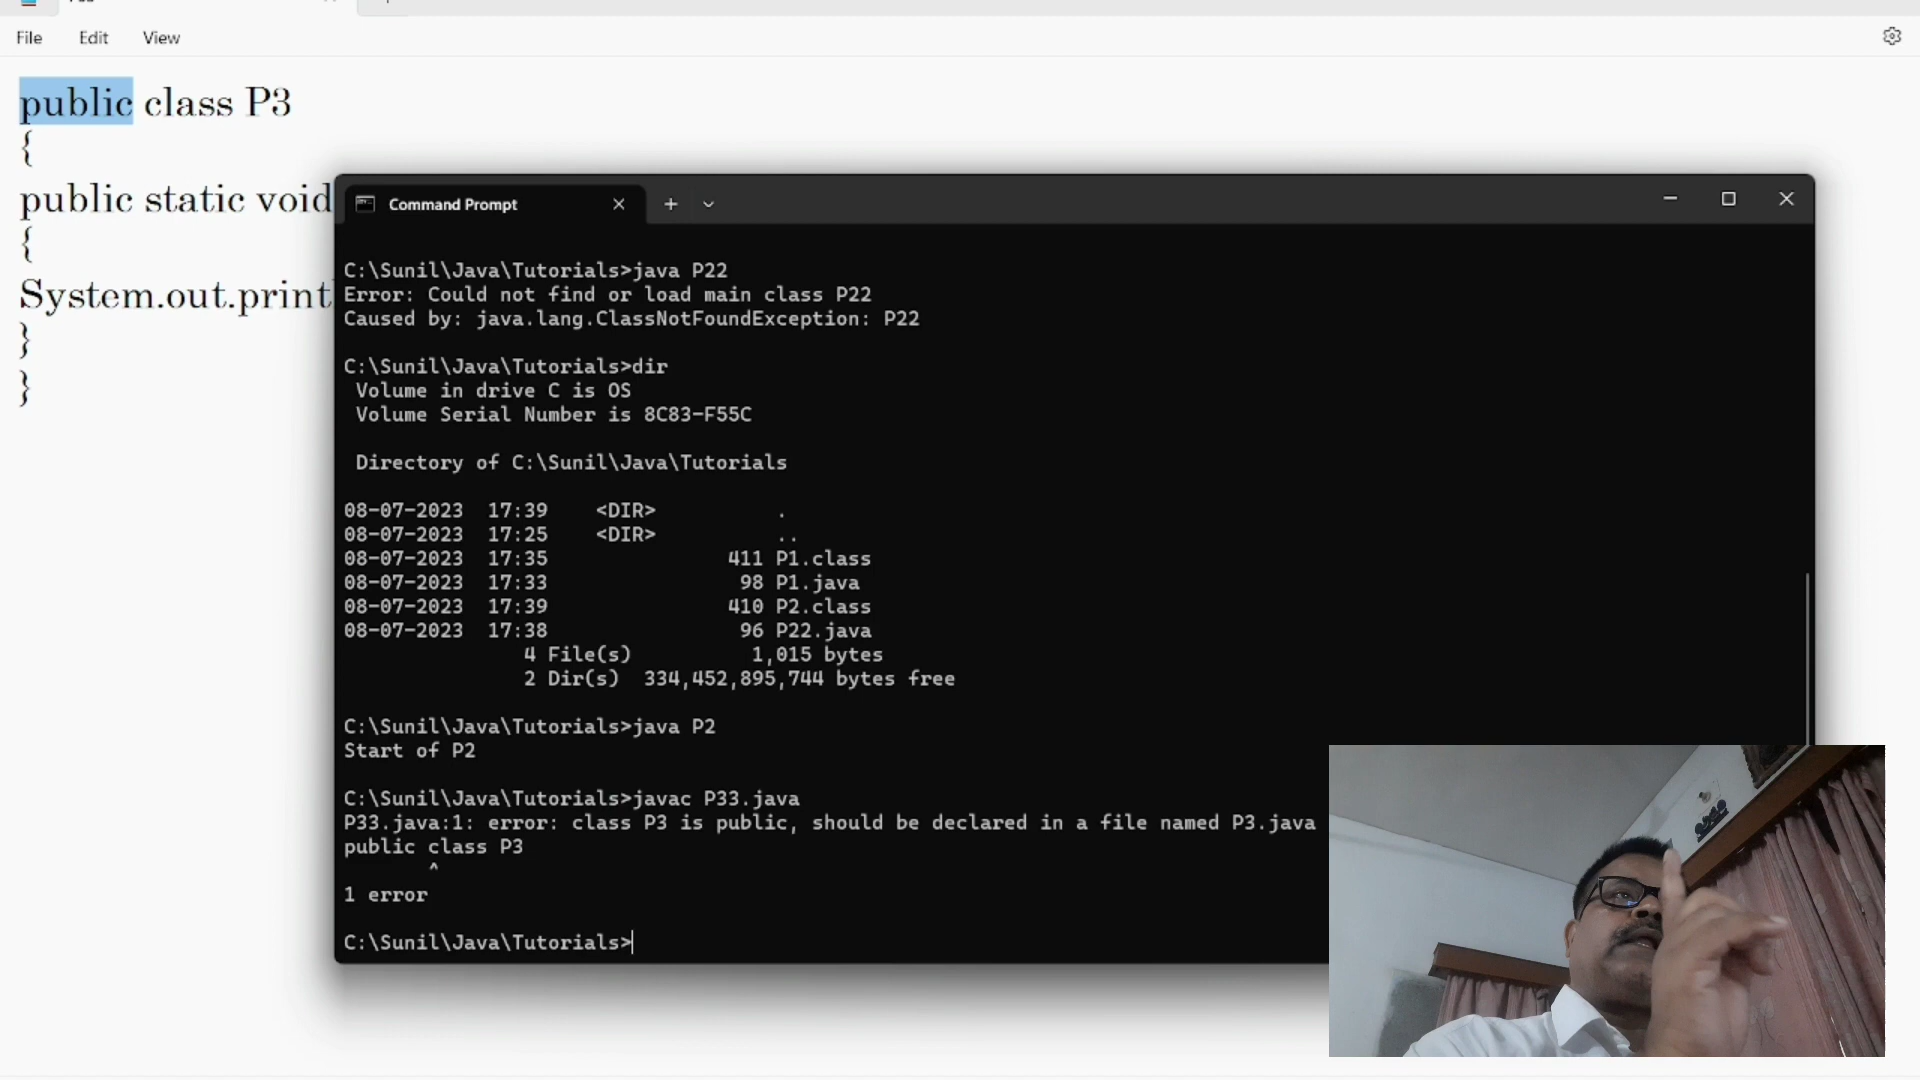 File Edit View
public class P3
{
public static void
{
System.out.print
}
}
Command Prompt
C:\Sunil\Java\Tutorials>java P22
Error: Could not find or load main class P22
Caused by: java.lang.ClassNotFoundException: P22
C:\Sunil\Java\Tutorials>dir
Volume in drive C is OS
Volume Serial Number is 8C83-F55C
Directory of C:\Sunil\Java\Tutorials
08-07-2023 17:39 <DIR> .
08-07-2023 17:25 <DIR> ..
08-07-2023 17:35 411 P1.class
08-07-2023 17:33 98 P1.java
08-07-2023 17:39 410 P2.class
08-07-2023 17:38 96 P22.java
4 File(s) 1,015 bytes
2 Dir(s) 334,452,895,744 bytes free
C:\Sunil\Java\Tutorials>java P2
Start of P2
C:\Sunil\Java\Tutorials>javac P33.java
P33.java:1: error: class P3 is public, should be declared in a file named P3.java
public class P3
^
1 error
C:\Sunil\Java\Tutorials>